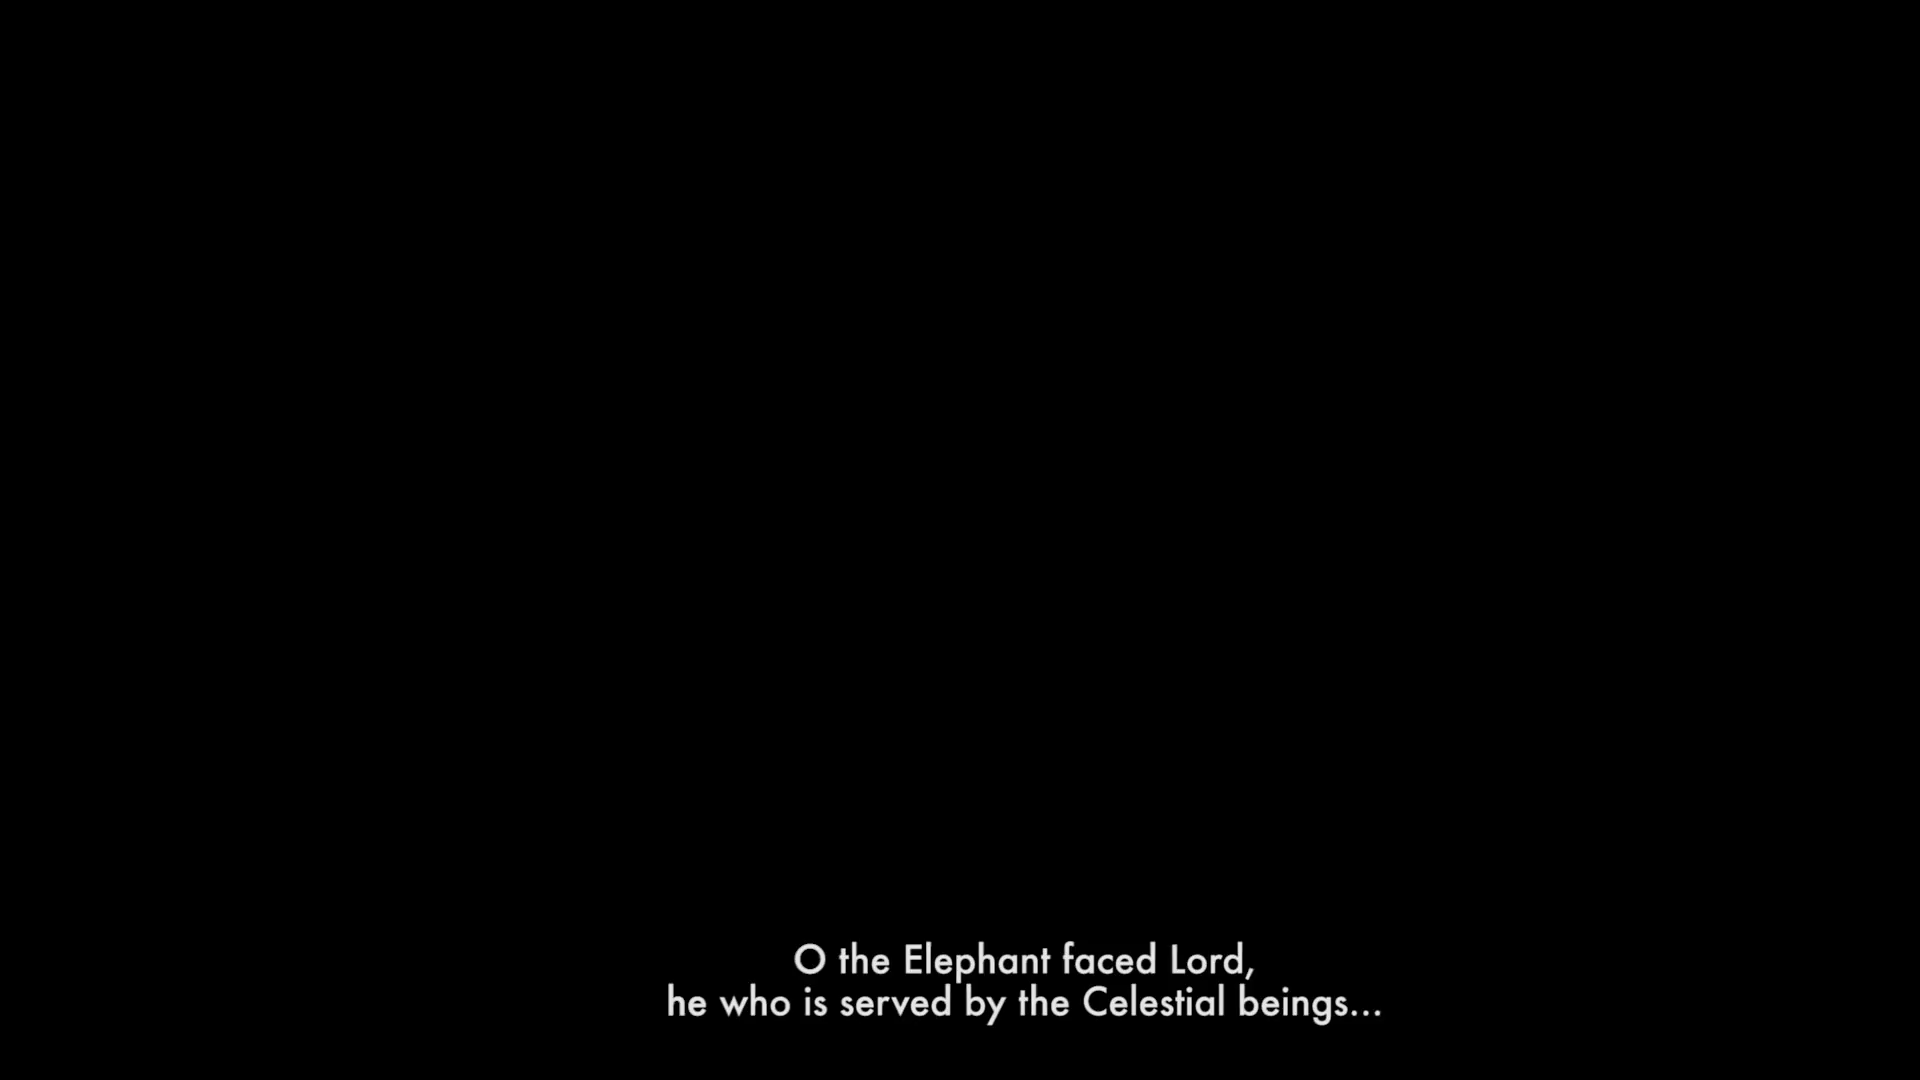 O the Elephant faced Lord,
he who is served by the Celestial beings...